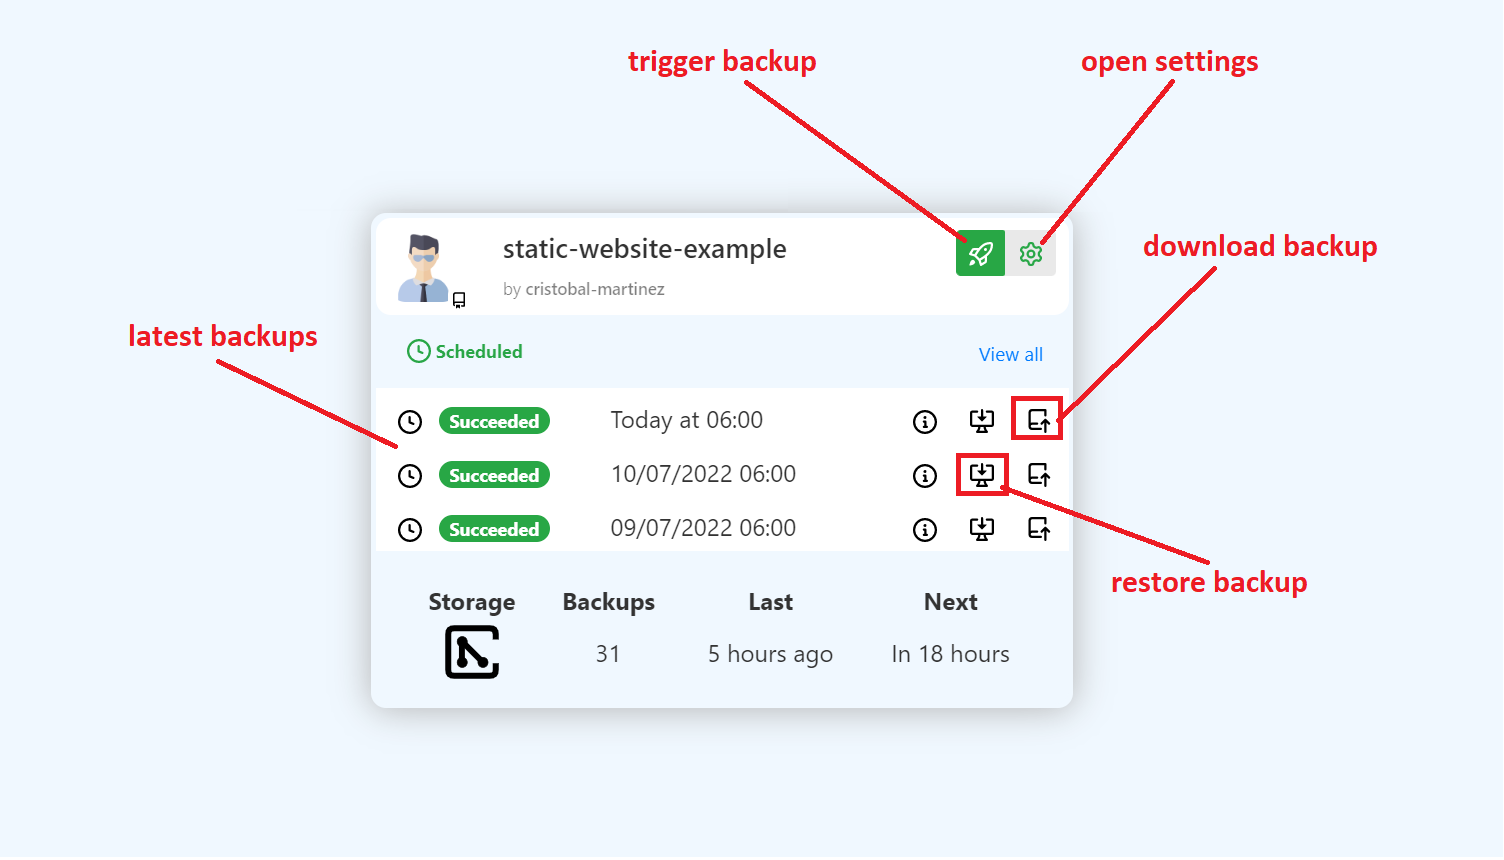 trigger backup
open settings
static-website-example
by cristobal-martinez
download backup
latest backups
Scheduled
View all
Succeeded Today at 06:00
Succeeded 10/07/2022 06:00
Succeeded 09/07/2022 06:00
restore backup
Storage Backups Last Next
31 5 hours ago In 18 hours